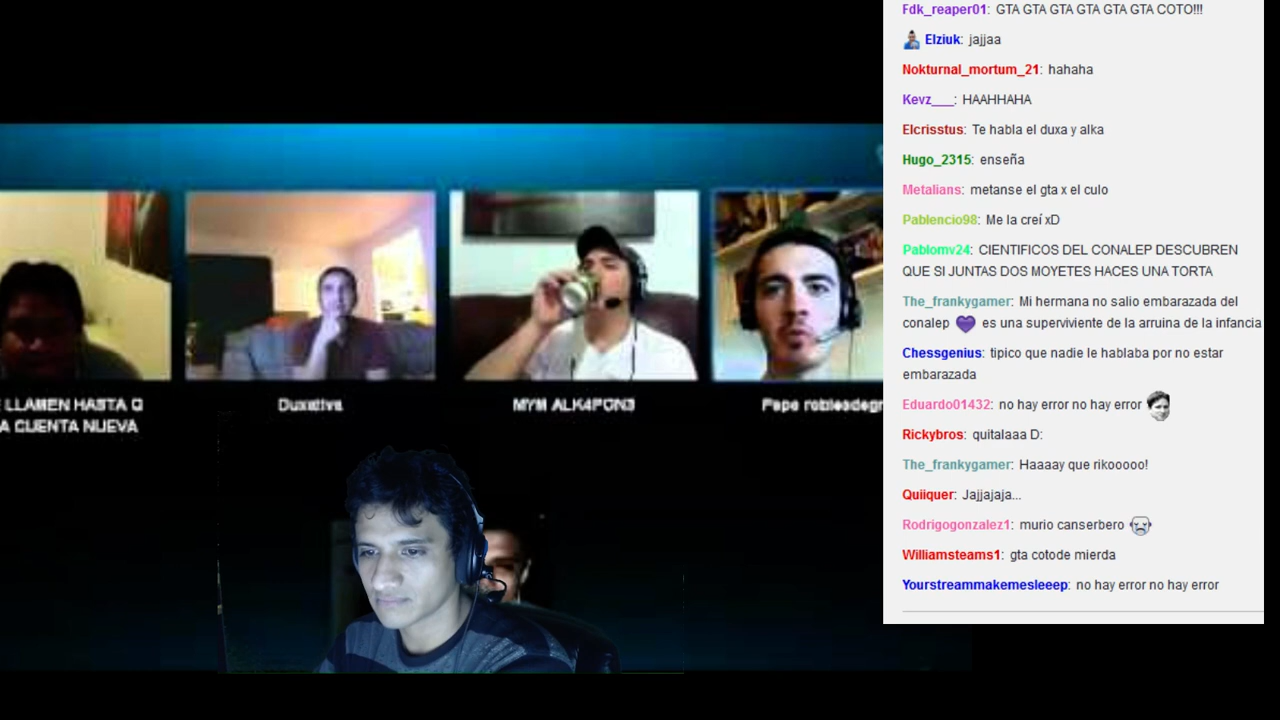 LLAMEN HASTA Q
A CUENTA NUEVA
Duxativa
MYM ALK4PON3
Pepe roblesdegr
Fdk_reaper01: GTA GTA GTA GTA GTA GTA COTO!!!
Elziuk: jajjaa
Nokturnal_mortum_21: hahaha
Kevz___: HAAHHAHA
Elcrisstus: Te habla el duxa y alka
Hugo_2315: enseña
Metalians: metanse el gta x el culo
Pablencio98: Me la creí xD
Pablomv24: CIENTIFICOS DEL CONALEP DESCUBREN
QUE SI JUNTAS DOS MOYETES HACES UNA TORTA
The_frankygamer: Mi hermana no salio embarazada del
conalep 💜 es una superviviente de la arruina de la infancia
Chessgenius: tipico que nadie le hablaba por no estar
embarazada
Eduardo01432: no hay error no hay error
Rickybros: quitalaaa D:
The_frankygamer: Haaaay que rikooooo!
Quiiquer: Jajjajaja...
Rodrigogonzalez1: murio canserbero
Williamsteams1: gta cotode mierda
Yourstreammakemesleeep: no hay error no hay error